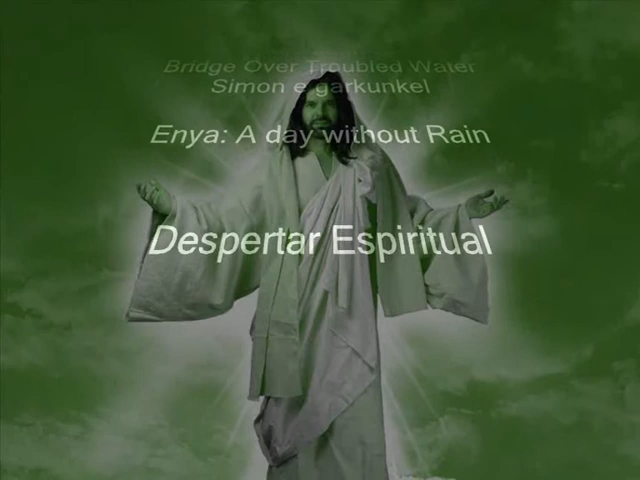 Bridge Over Troubled Water
Simon e garkunkel
Enya: A day without Rain
Despertar Espiritual